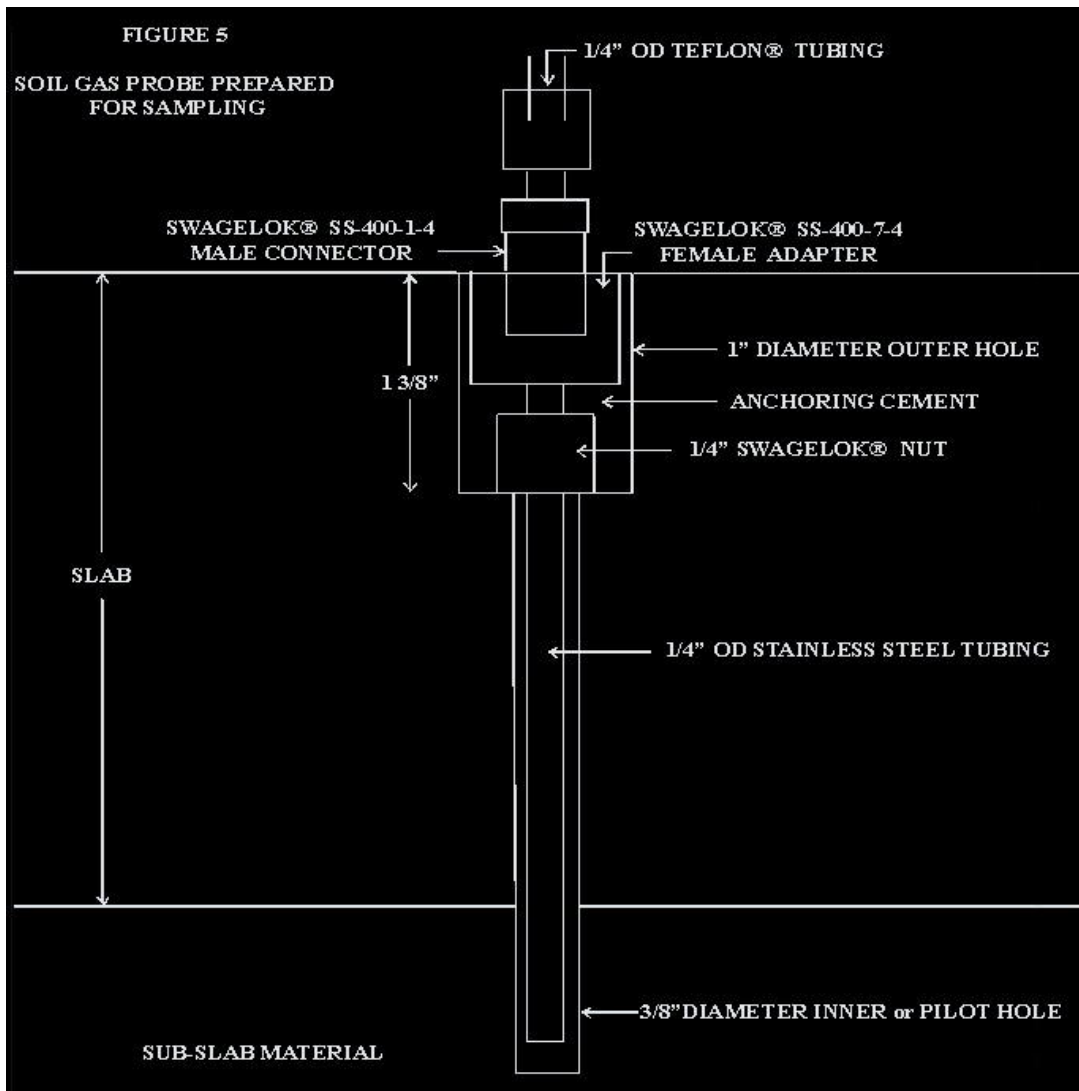 FIGURE 5
SOIL GAS PROBE PREPARED
FOR SAMPLING
1/4” OD TEFLON® TUBING
SWAGELOK® SS-400-1-4
MALE CONNECTOR
SWAGELOK® SS-400-7-4
FEMALE ADAPTER
1” DIAMETER OUTER HOLE
1 3/8”
ANCHORING CEMENT
1/4” SWAGELOK® NUT
SLAB
1/4” OD STAINLESS STEEL TUBING
3/8”DIAMETER INNER or PILOT HOLE
SUB-SLAB MATERIAL